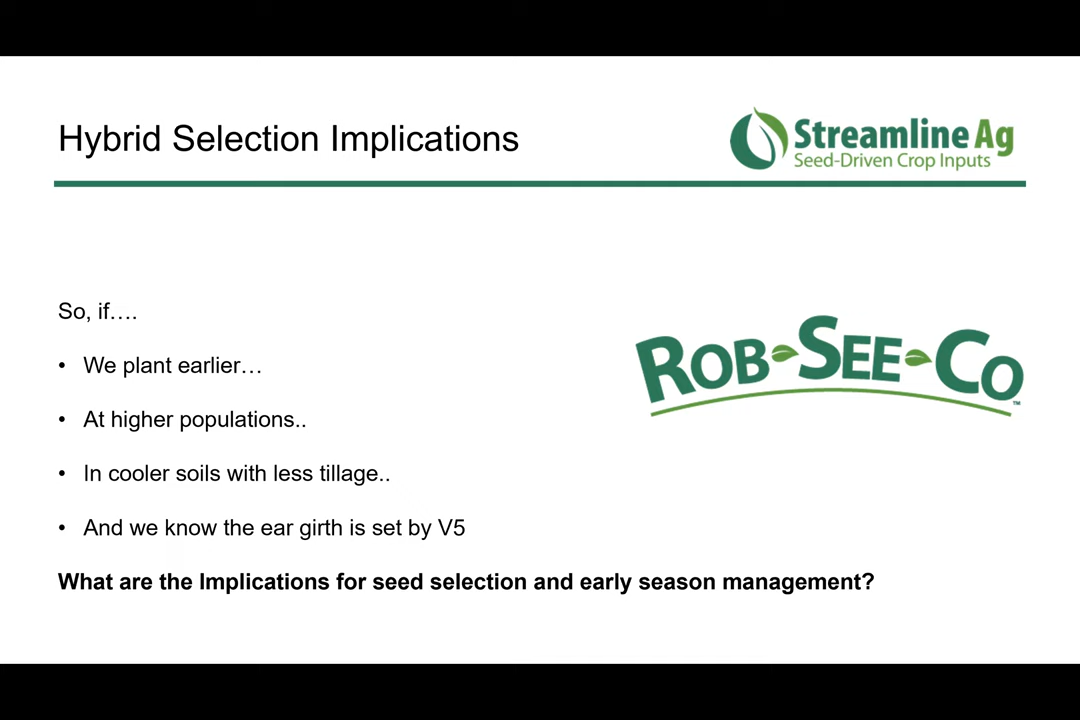 Hybrid Selection Implications
Streamline Ag
Seed-Driven Crop Inputs
So, if….
• We plant earlier…
• At higher populations..
• In cooler soils with less tillage..
• And we know the ear girth is set by V5
ROB-SEE-CO™
What are the Implications for seed selection and early season management?